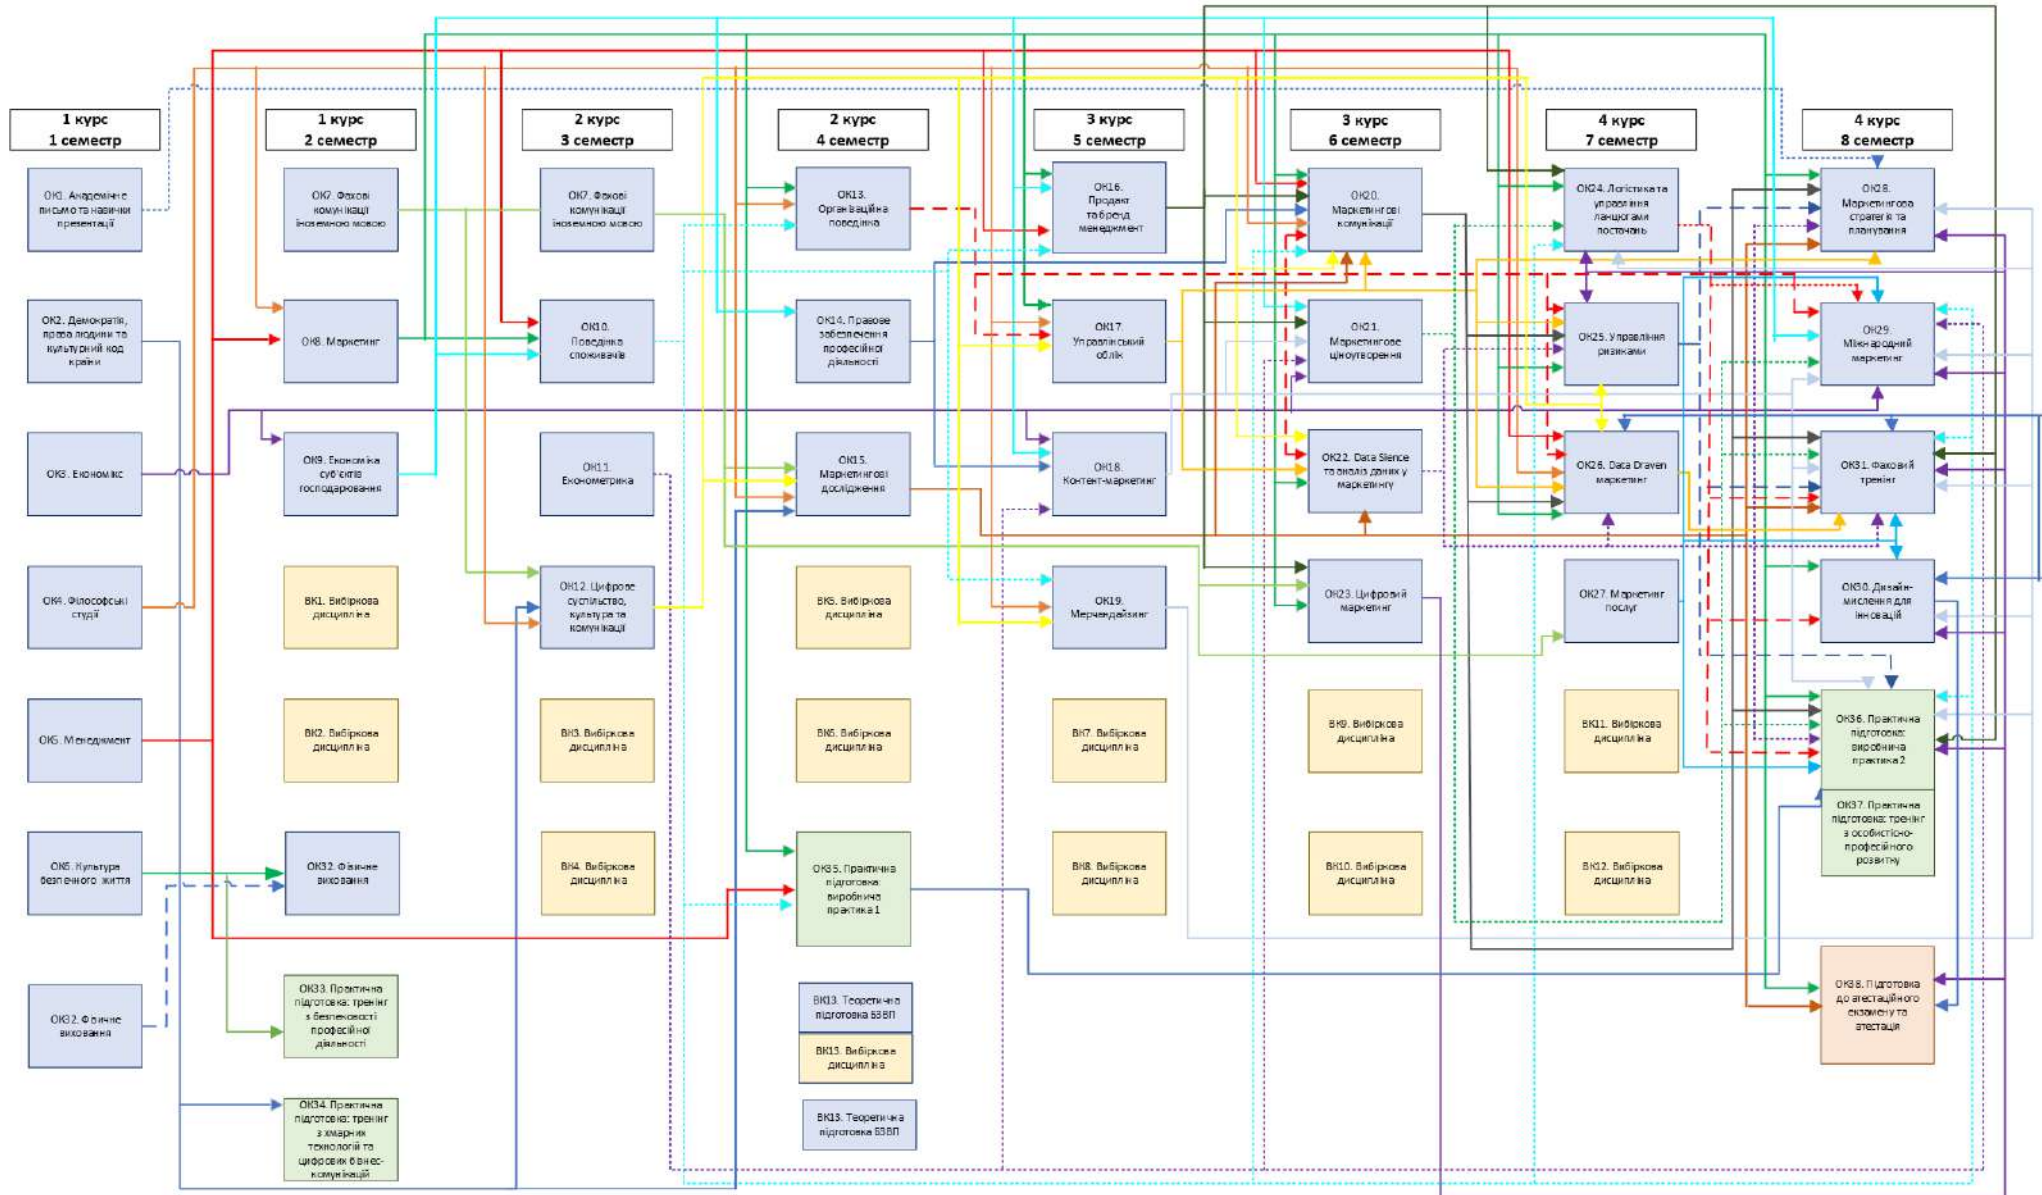 1 курс
1 семестр
1 курс
2 семестр
2 курс
3 семестр
2 курс
4 семестр
3 курс
5 семестр
3 курс
6 семестр
4 курс
7 семестр
4 курс
8 семестр
ОК1. Академічне
письмо та навички
презентації
ОК7. Фахові
комунікації
іноземною мовою
ОК7. Фахові
комунікації
іноземною мовою
ОК13.
Організаційна
поведінка
ОК16.
Продакт
та бренд
менеджмент
ОК20.
Маркетингові
комунікації
ОК24. Логістика та
управління
ланцюгами
постачань
ОК28.
Маркетингова
стратегія та
планування
ОК2. Демократія,
права людини та
культурний код
країни
ОК8. Маркетинг
ОК10.
Поведінка
споживачів
ОК14. Правове
забезпечення
професійної
діяльності
ОК17.
Управлінський
облік
ОК21.
Маркетингове
ціноутворення
ОК25. Управління
ризиками
ОК29.
Міжнародний
маркетинг
ОК3. Економікс
ОК9. Економіка
суб'єктів
господарювання
ОК11.
Економетрика
ОК15.
Маркетингові
дослідження
ОК18.
Контент-маркетинг
ОК22. Data Sience
та аналіз даних у
маркетингу
ОК26. Data Draven
маркетинг
ОК31. Фаховий
тренінг
ОК4. Філософські
студії
ВК1. Вибіркова
дисципліна
ОК12. Цифрове
суспільство,
культура та
комунікації
ВК5. Вибіркова
дисципліна
ОК19.
Мерчандайзинг
ОК23. Цифровий
маркетинг
ОК27. Маркетинг
послуг
ОК30. Дизайн-
мислення для
інновацій
ОК5. Менеджмент
ВК2. Вибіркова
дисципліна
ВК3. Вибіркова
дисципліна
ВК6. Вибіркова
дисципліна
ВК7. Вибіркова
дисципліна
ВК9. Вибіркова
дисципліна
ВК11. Вибіркова
дисципліна
ОК36. Практична
підготовка:
виробнича
практика 2
ОК37. Практична
підготовка: тренінг
з особистісно-
професійного
розвитку
ОК6. Культура
безпечного життя
ОК32. Фізичне
виховання
ВК4. Вибіркова
дисципліна
ОК35. Практична
підготовка:
виробнича
практика 1
ВК8. Вибіркова
дисципліна
ВК10. Вибіркова
дисципліна
ВК12. Вибіркова
дисципліна
ОК32. Фізичне
виховання
ОК33. Практична
підготовка: тренінг
з безпековості
професійної
діяльності
ВК13. Теоретична
підготовка БЗВП
ВК13. Вибіркова
дисципліна
ОК38. Підготовка
до атестаційного
екзамену та
атестація
ОК34. Практична
підготовка: тренінг
з хмарних
технологій та
цифрових бізнес-
комунікацій
ВК13. Теоретична
підготовка БЗВП